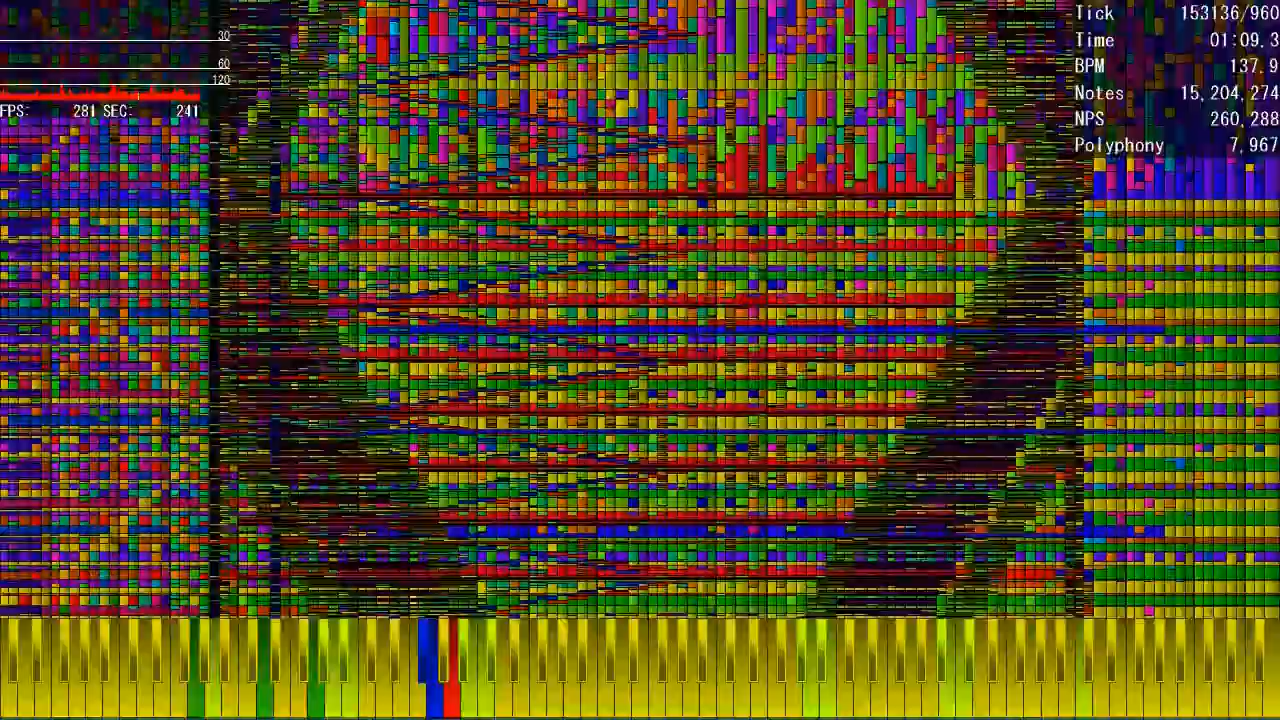 30
60
120
FPS: 281 SEC: 241
Tick 153136/960
Time 01:09.3
BPM 137.9
Notes 15,204,274
NPS 260,288
Polyphony 7,967